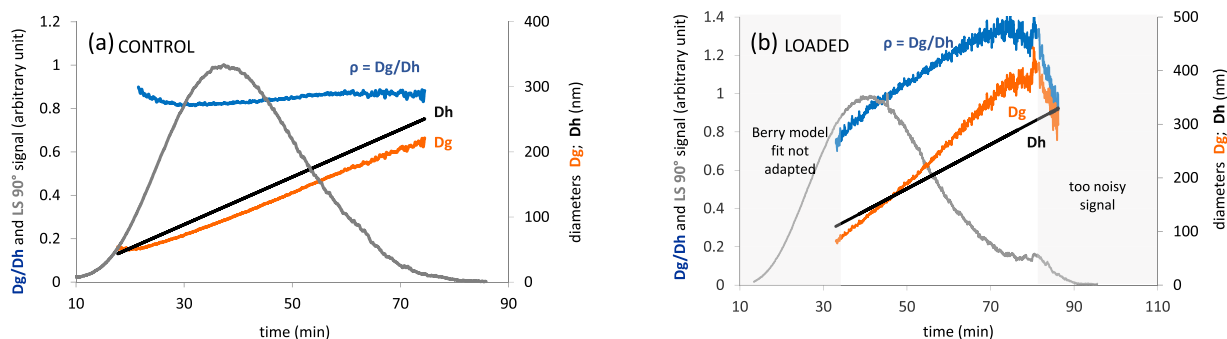 (a) CONTROL
ρ = Dg/Dh
Dh
Dg
Dg/Dh and LS 90° signal (arbitrary unit)
0
0.2
0.4
0.6
0.8
1
1.2
0
100
200
300
400
diameters Dg; Dh (nm)
10
30
50
70
90
time (min)
(b) LOADED
ρ = Dg/Dh
Dg
Dh
Berry model
fit not
adapted
too noisy
signal
Dg/Dh and LS 90° signal (arbitrary unit)
0
0.2
0.4
0.6
0.8
1
1.2
1.4
0
100
200
300
400
500
diameters Dg; Dh (nm)
10
30
50
70
90
110
time (min)